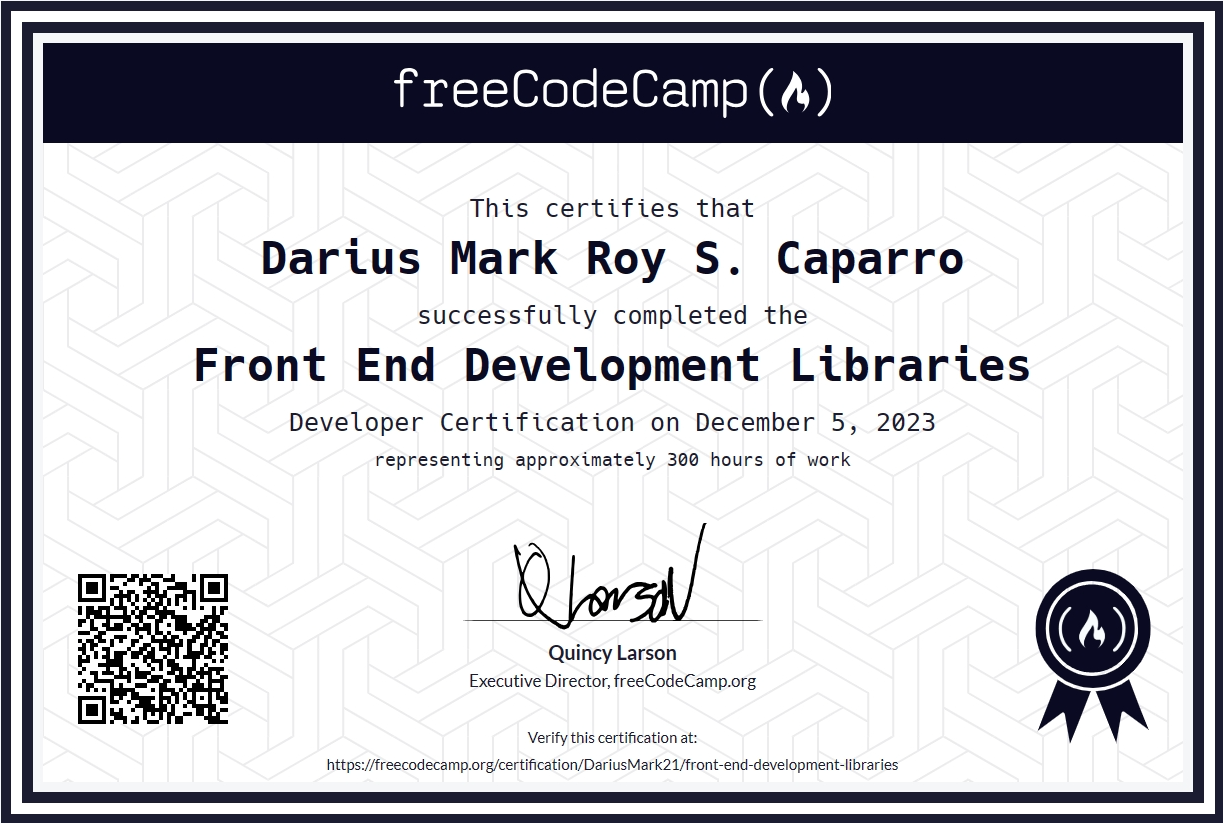 freeCodeCamp
This certifies that
Darius Mark Roy S. Caparro
successfully completed the
Front End Development Libraries
Developer Certification on December 5, 2023
representing approximately 300 hours of work
Quincy Larson
Executive Director, freeCodeCamp.org
Verify this certification at:
https://freecodecamp.org/certification/DariusMark21/front-end-development-libraries